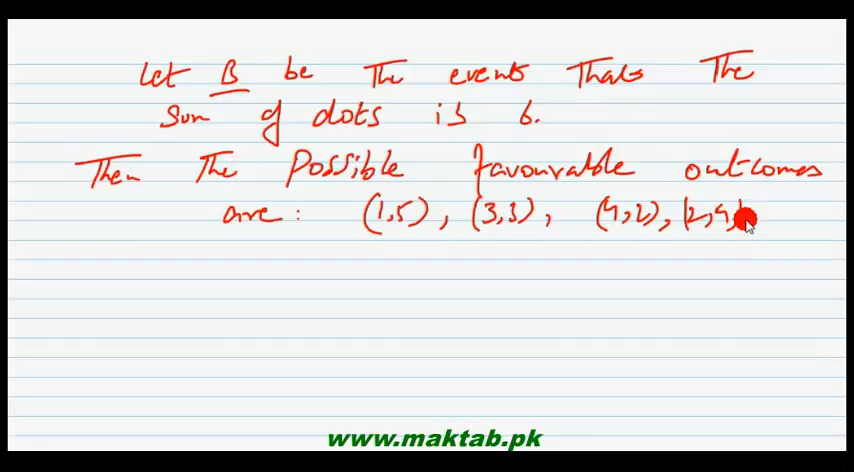 Let B be the events thats the
Sum of dots is 6.
Then the possible favourable outcomes
are : (1,5), (3,3), (4,2), (2,4)
www.maktab.pk